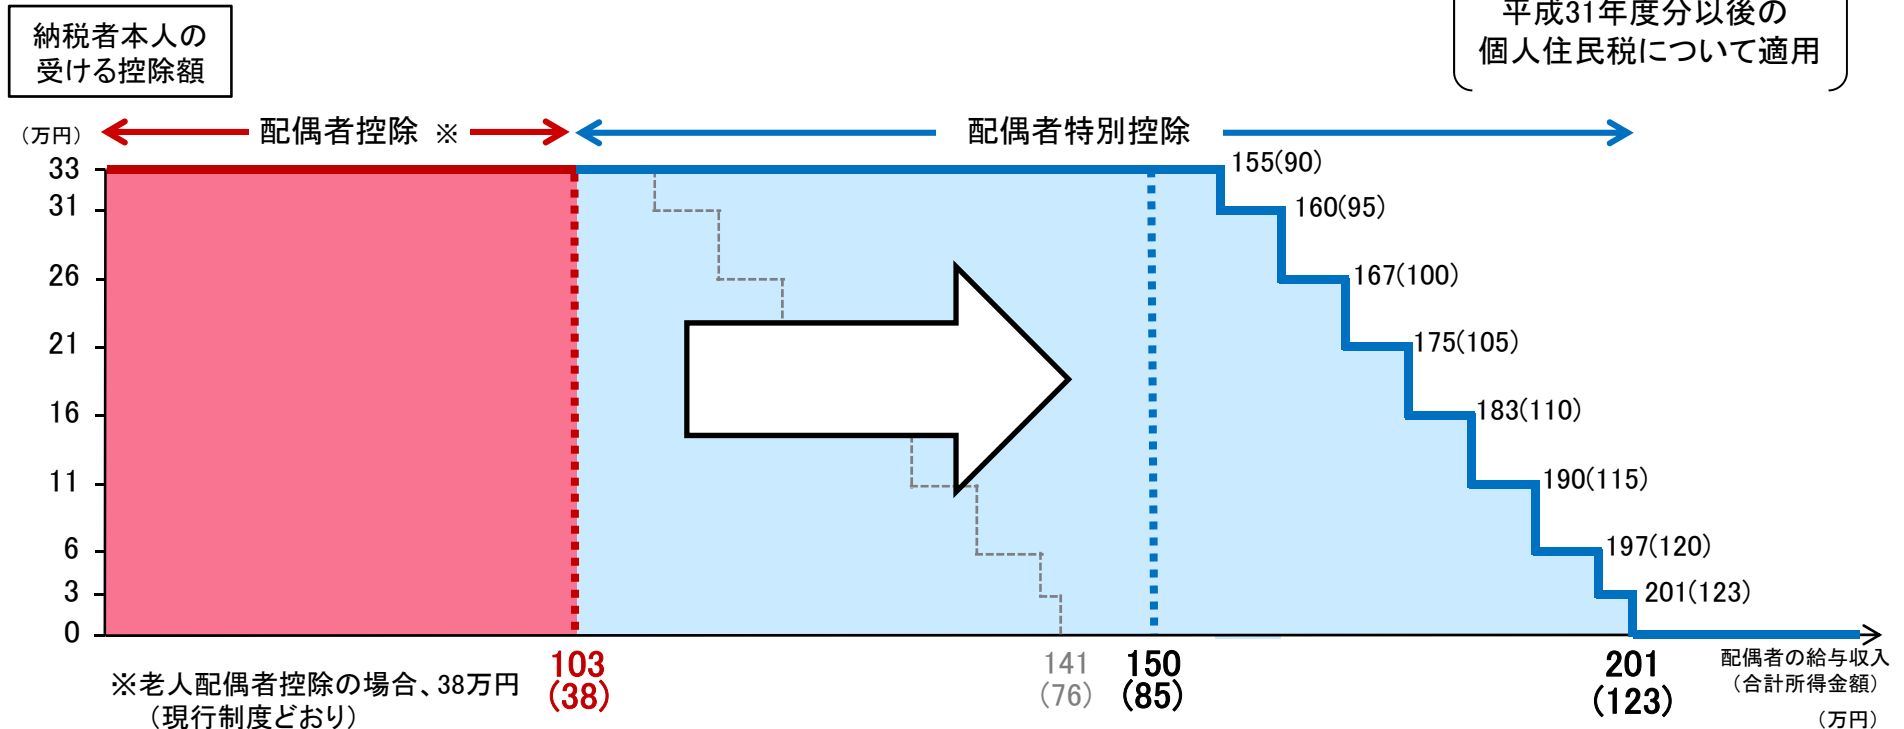 納税者本人の
受ける控除額
平成31年度分以後の
個人住民税について適用
(万円)
配偶者控除 ※
配偶者特別控除
33
31
26
21
16
11
6
3
0
155(90)
160(95)
167(100)
175(105)
183(110)
190(115)
197(120)
201(123)
103
(38)
141
(76)
150
(85)
201
(123)
配偶者の給与収入
(合計所得金額)
(万円)
※老人配偶者控除の場合、38万円
(現行制度どおり)